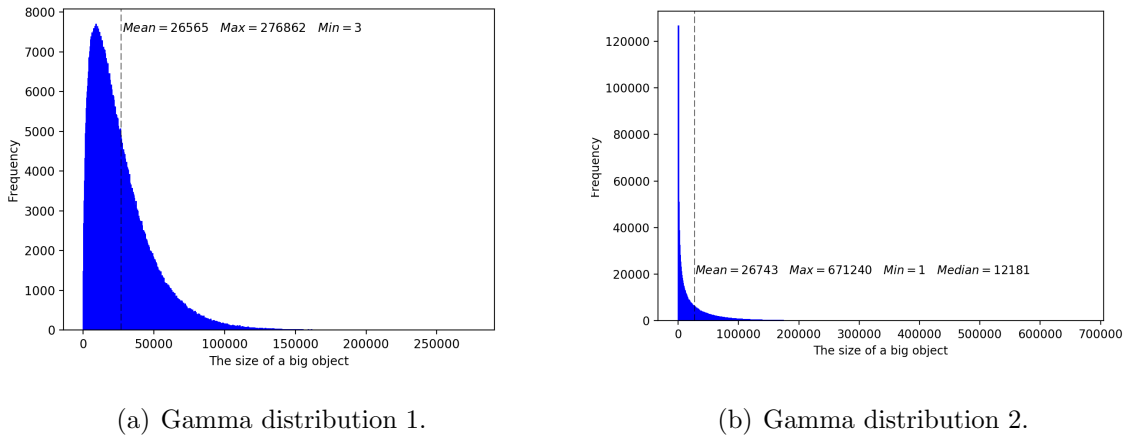 8000
7000
6000
5000
4000
3000
2000
1000
0
Frequency
Mean = 26565 Max = 276862 Min = 3
0 50000 100000 150000 200000 250000
The size of a big object
(a) Gamma distribution 1.
120000
100000
80000
60000
40000
20000
0
Frequency
Mean = 26743 Max = 671240 Min = 1 Median = 12181
0 100000 200000 300000 400000 500000 600000 700000
The size of a big object
(b) Gamma distribution 2.